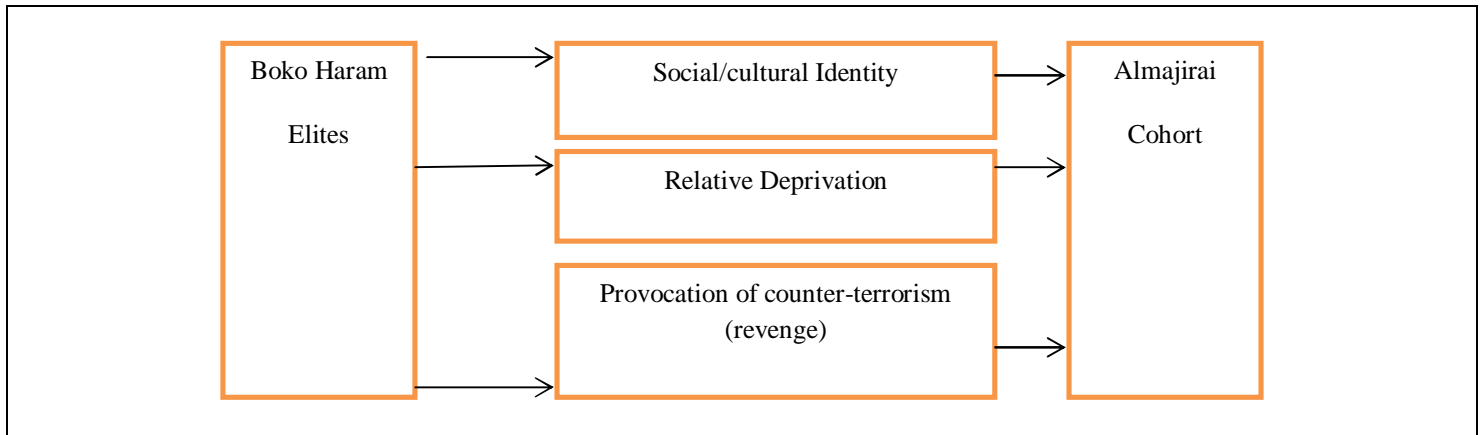 Boko Haram
Elites
Social/cultural Identity
Relative Deprivation
Provocation of counter-terrorism
(revenge)
Almajirai
Cohort